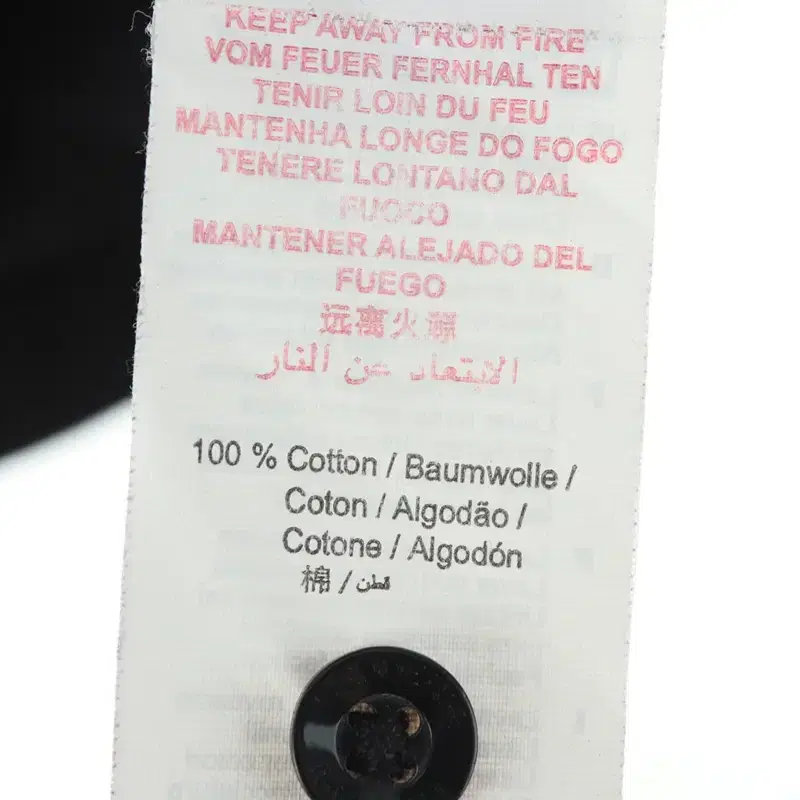 KEEP AWAY FROM FIRE
VOM FEUER FERNHAL TEN
TENIR LOIN DU FEU
MANTENHA LONGE DO FOGO
TENERE LONTANO DAL
FUOCO
MANTENER ALEJADO DEL
FUEGO
远离火源
الابتعاد عن النار
100 % Cotton / Baumwolle /
Coton / Algodão /
Cotone / Algodón
棉 / قطن